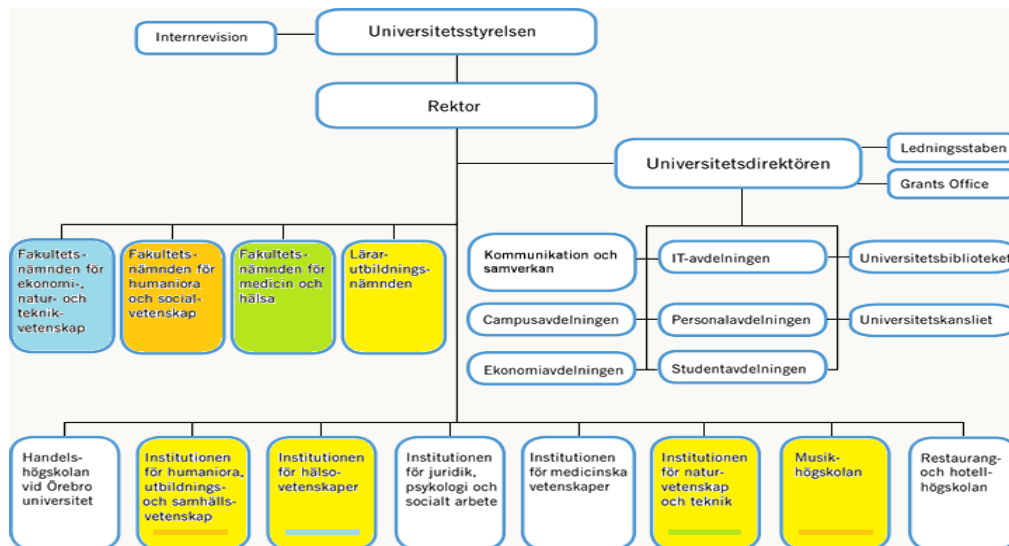 Universitetsstyrelsen
Internrevision
Rektor
Universitetsdirektören
Ledningsstaben
Grants Office
Fakultets-
nämnden för
ekonomi-,
natur- och
teknik-
vetenskap
Fakultets-
nämnden för
humaniora
och social-
vetenskap
Fakultets-
nämnden för
medicin och
hälsa
Lärar-
utbildnings-
nämnden
Kommunikation och
samverkan
IT-avdelningen
Universitetsbiblioteket
Campusavdelningen
Personalavdelningen
Universitetskansliet
Ekonomiavdelningen
Studentavdelningen
Handels-
högskolan
vid Örebro
universitet
Institutionen
för humaniora,
utbildnings-
och samhälls-
vetenskap
Institutionen
för hälso-
vetenskaper
Institutionen
för juridik,
psykologi och
socialt arbete
Institutionen
för medicinska
vetenskaper
Institutionen
för natur-
vetenskap
och teknik
Musik-
högskolan
Restaurang-
och hotell-
högskolan